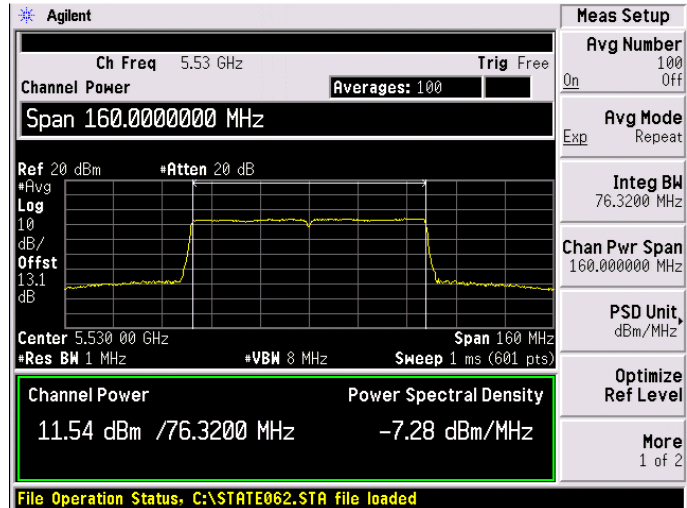 Agilent
Ch Freq 5.53 GHz Trig Free
Channel Power Averages: 100
Span 160.0000000 MHz
Ref 20 dBm #Atten 20 dB
#Avg
Log
10
dB/
Offst
13.1
dB
Center 5.530 00 GHz Span 160 MHz
#Res BW 1 MHz #VBW 8 MHz Sweep 1 ms (601 pts)
Channel Power Power Spectral Density
11.54 dBm /76.3200 MHz -7.28 dBm/MHz
File Operation Status, C:\STATE062.STA file loaded
Meas Setup
Avg Number
100
On Off
Avg Mode
Exp Repeat
Integ BW
76.3200 MHz
Chan Pwr Span
160.000000 MHz
PSD Unit
dBm/MHz
Optimize
Ref Level
More
1 of 2